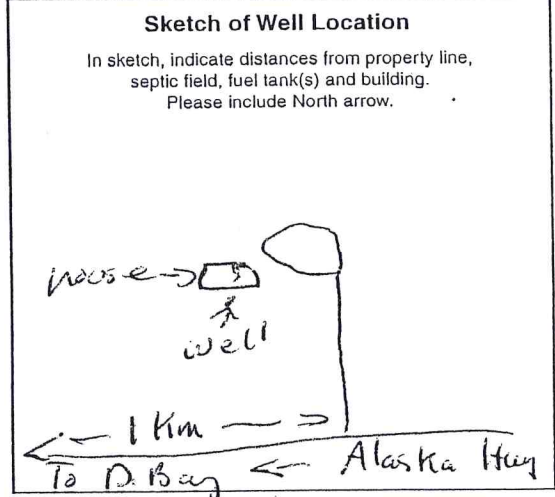 Sketch of Well Location
In sketch, indicate distances from property line,
septic field, fuel tank(s) and building.
Please include North arrow.
house
well
1 Km
To D. Bay Alaska Hwy